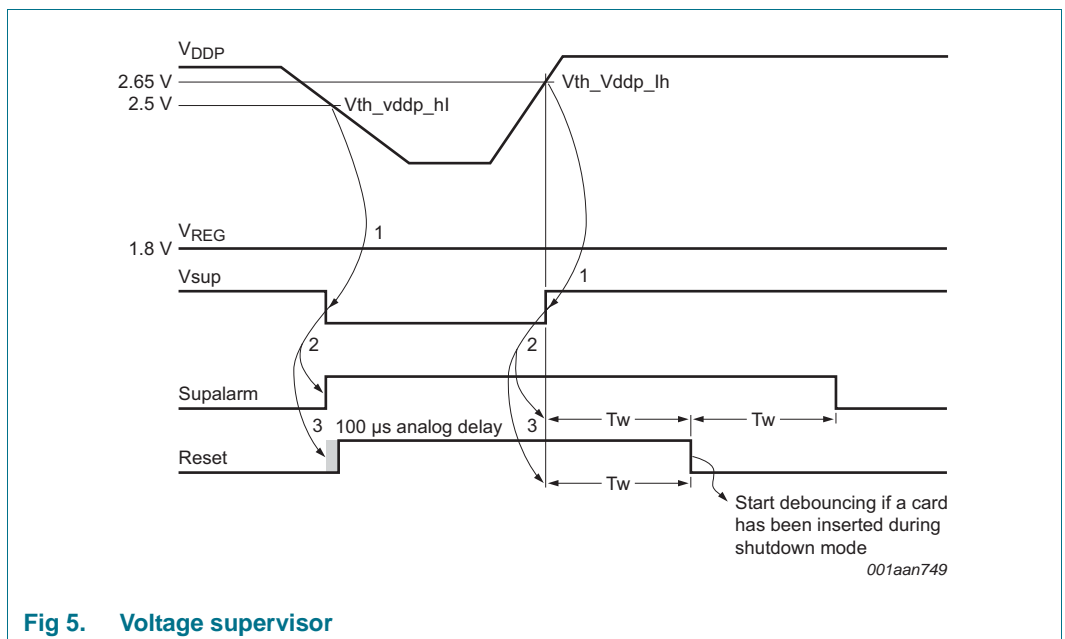 VDDP
2.65 V
Vth_Vddp_lh
2.5 V
Vth_vddp_hl
VREG
1
1.8 V
Vsup
1
2
2
Supalarm
Tw
Tw
3
100 µs analog delay
3
Reset
Tw
Start debouncing if a card
has been inserted during
shutdown mode
001aan749
Fig 5. Voltage supervisor